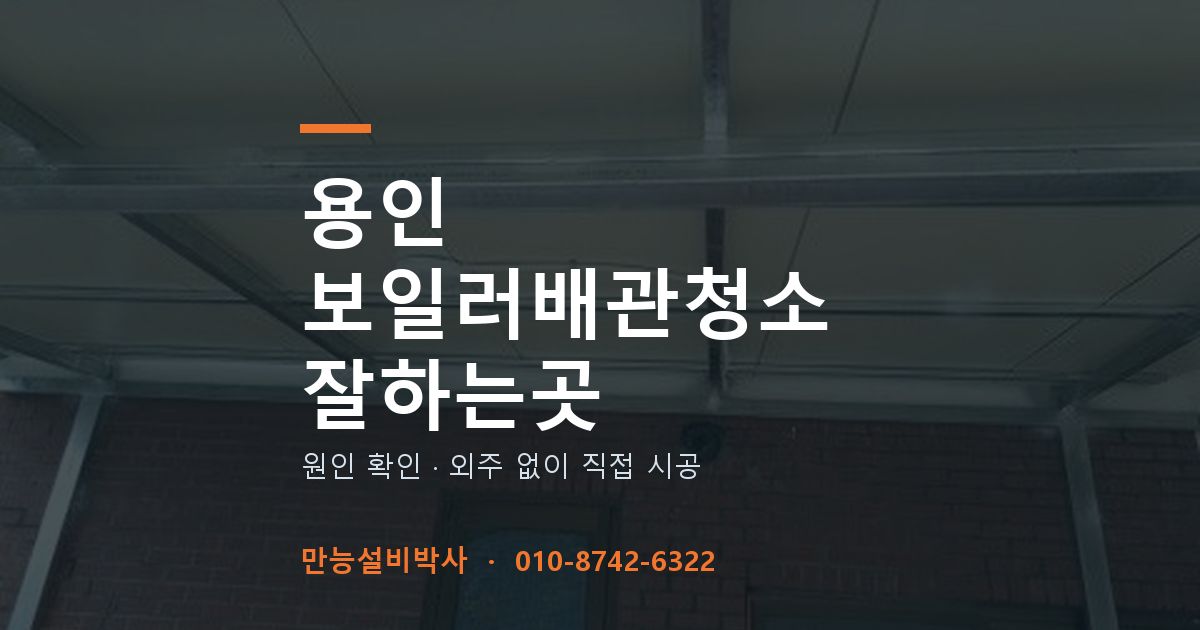 용인
보일러배관청소
잘하는곳
원인 확인 · 외주 없이 직접 시공
만능설비박사 · 010-8742-6322